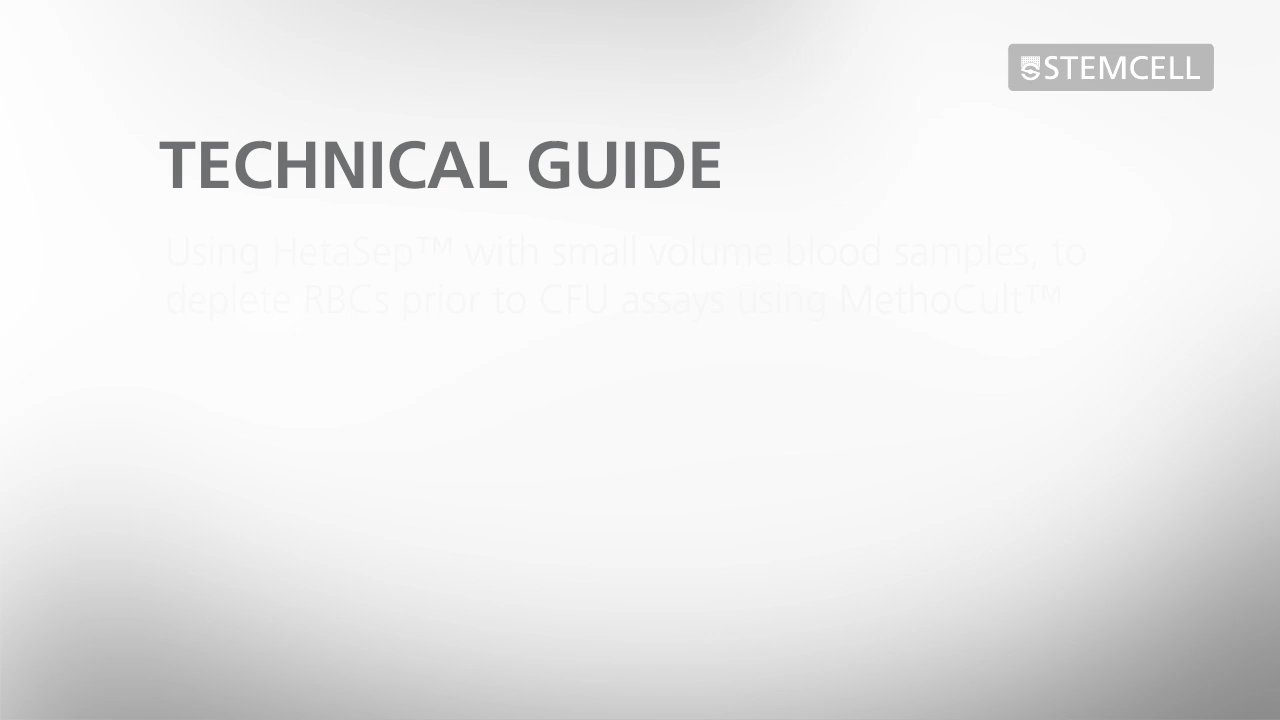 STEMCELL
TECHNICAL GUIDE
Using HetaSep™ with small volume blood samples, to
deplete RBCs prior to CFU assays using MethoCult™